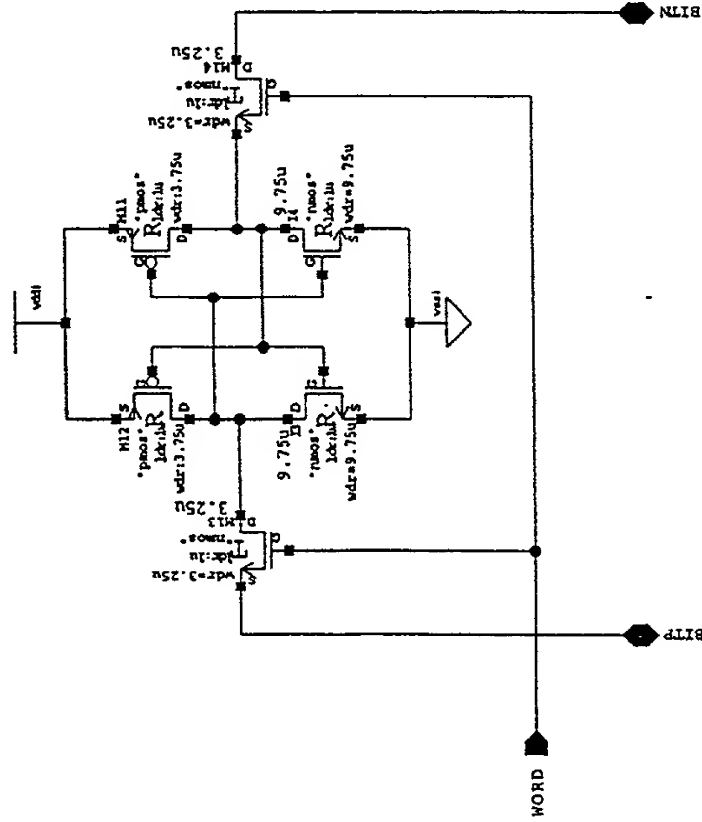 vdd!
M12
S
G
"pmos"
R
ldr:1u
wdr:3.75u
D
S
M11
G
"pmos"
R
ldr:1u
wdr:3.75u
D
3.25u
D
M13
"nmos"
ldr:1u
wdr=3.25u
S
G
3.25u
D
M14
"nmos"
ldr:1u
wdr=3.25u
S
G
9.75u
I3
D
G
"nmos"
R
ldr:1u
wdr=9.75u
S
9.75u
I4
D
G
"nmos"
R
ldr:1u
wdr=9.75u
S
vss!
BITN
BITP
WORD